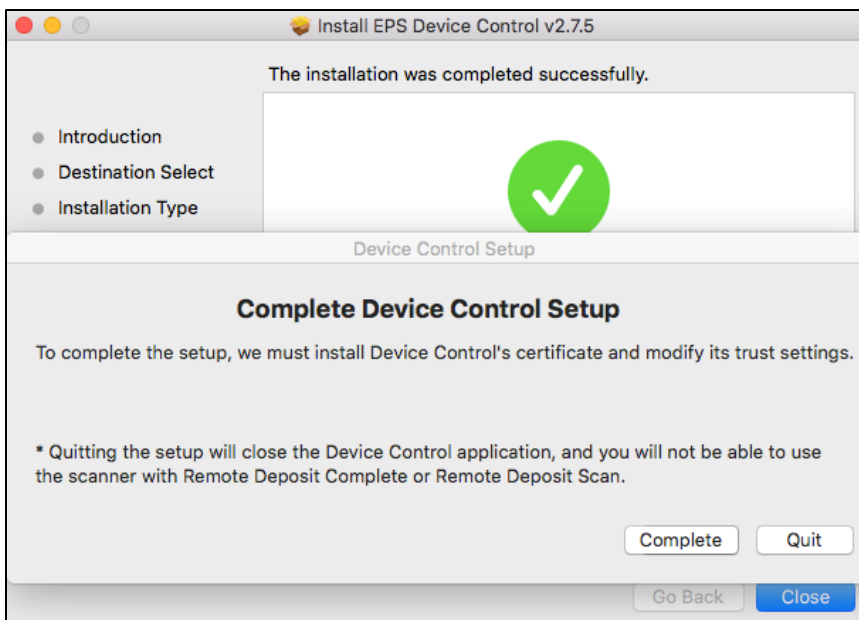 Install EPS Device Control v2.7.5
The installation was completed successfully.
Introduction
Destination Select
Installation Type
Device Control Setup
Complete Device Control Setup
To complete the setup, we must install Device Control's certificate and modify its trust settings.
* Quitting the setup will close the Device Control application, and you will not be able to use
the scanner with Remote Deposit Complete or Remote Deposit Scan.
Complete Quit
Go Back Close